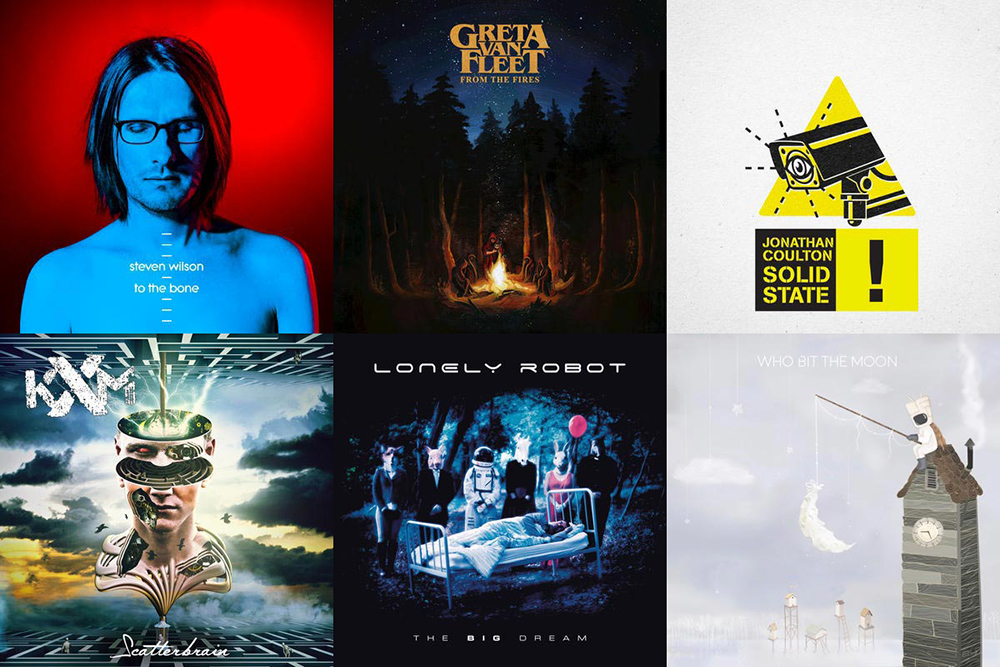 steven wilson
to the bone
GRETA
VAN
FLEET
FROM THE FIRES
JONATHAN
COULTON
SOLID
STATE
!
KXM
Scatterbrain
LONELY ROBOT
THE BIG DREAM
WHO BIT THE MOON